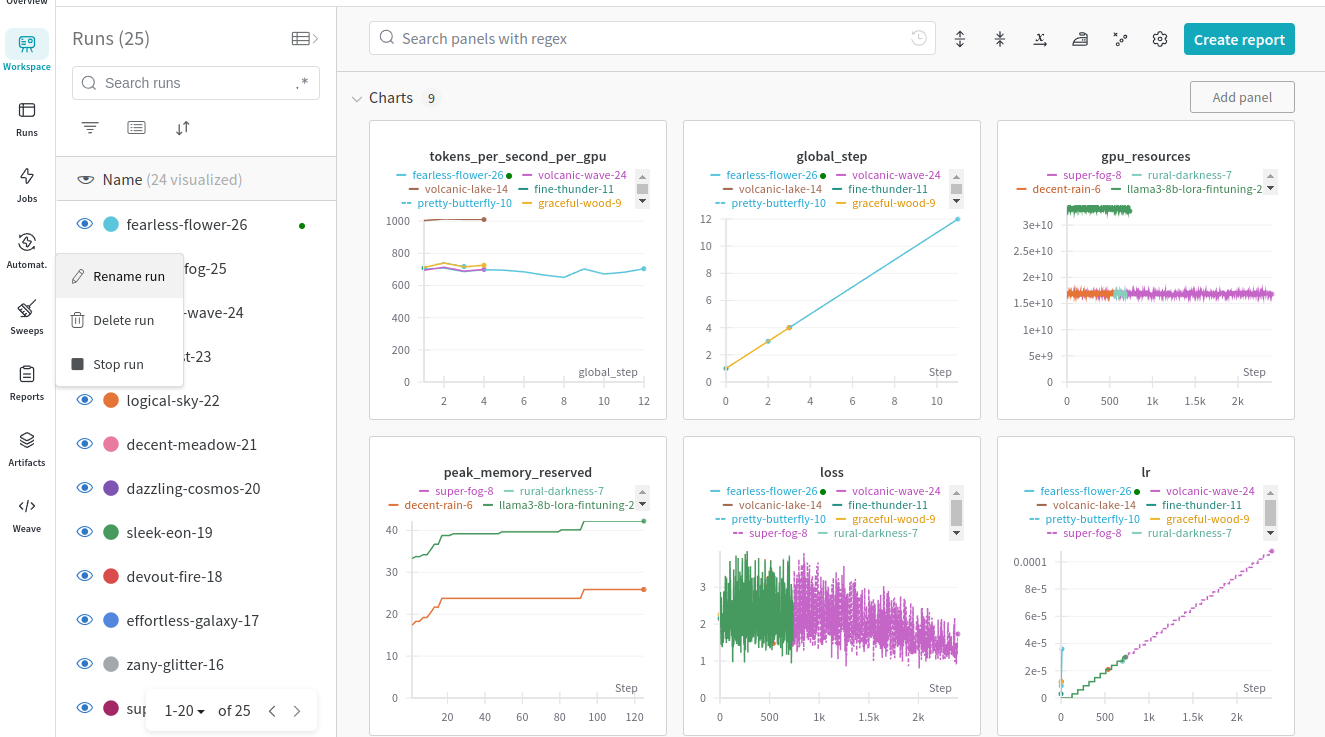 Overview
Workspace
Runs
Jobs
Automat.
Sweeps
Reports
Artifacts
Weave
Runs (25)
Search runs
.*
Name (24 visualized)
fearless-flower-26
fog-25
-wave-24
st-23
logical-sky-22
decent-meadow-21
dazzling-cosmos-20
sleek-eon-19
devout-fire-18
effortless-galaxy-17
zany-glitter-16
sup
Rename run
Delete run
Stop run
1-20 of 25
Search panels with regex
Create report
Charts 9
Add panel
tokens_per_second_per_gpu
fearless-flower-26 volcanic-wave-24
volcanic-lake-14 fine-thunder-11
pretty-butterfly-10 graceful-wood-9
1000
800
600
400
200
0
global_step
2 4 6 8 10 12
global_step
fearless-flower-26 volcanic-wave-24
volcanic-lake-14 fine-thunder-11
pretty-butterfly-10 graceful-wood-9
12
10
8
6
4
2
0
Step
0 2 4 6 8 10
gpu_resources
super-fog-8 rural-darkness-7
decent-rain-6 llama3-8b-lora-fintuning-2
3e+10
2.5e+10
2e+10
1.5e+10
1e+10
5e+9
0
Step
0 500 1k 1.5k 2k
peak_memory_reserved
super-fog-8 rural-darkness-7
decent-rain-6 llama3-8b-lora-fintuning-2
40
30
20
10
0
Step
20 40 60 80 100 120
loss
fearless-flower-26 volcanic-wave-24
volcanic-lake-14 fine-thunder-11
pretty-butterfly-10 graceful-wood-9
super-fog-8 rural-darkness-7
3
2
1
0
Step
0 500 1k 1.5k 2k
lr
fearless-flower-26 volcanic-wave-24
volcanic-lake-14 fine-thunder-11
pretty-butterfly-10 graceful-wood-9
super-fog-8 rural-darkness-7
0.0001
8e-5
6e-5
4e-5
2e-5
0
Step
0 500 1k 1.5k 2k